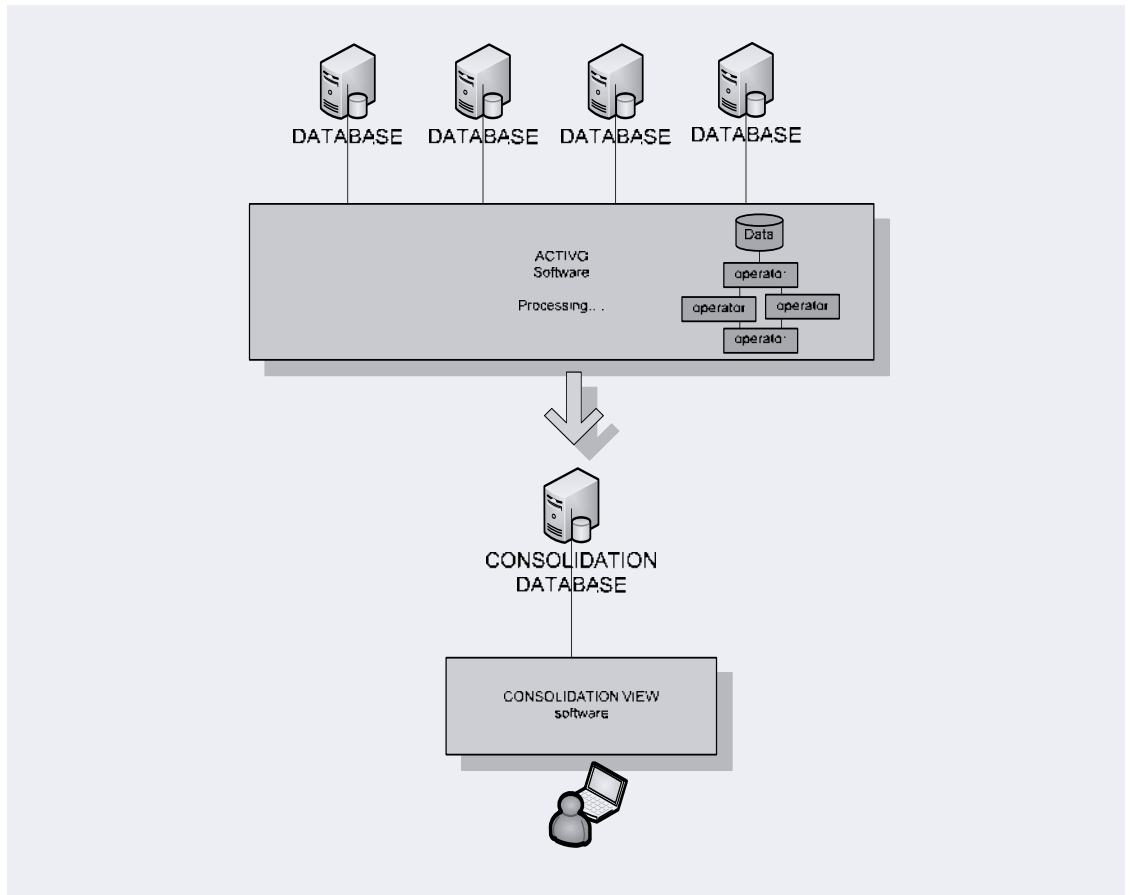 DATABASE
DATABASE
DATABASE
DATABASE
ACTIVG
Software
Processing...
Data
operator
operator
operator
operator
CONSOLIDATION
DATABASE
CONSOLIDATION VIEW
software